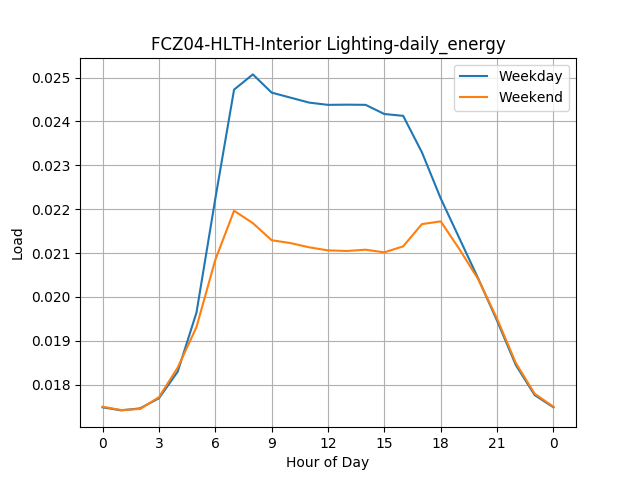 FCZ04-HLTH-Interior Lighting-daily_energy
Weekday
Weekend
0.025
0.024
0.023
0.022
0.021
0.020
0.019
0.018
Load
0 3 6 9 12 15 18 21 0
Hour of Day